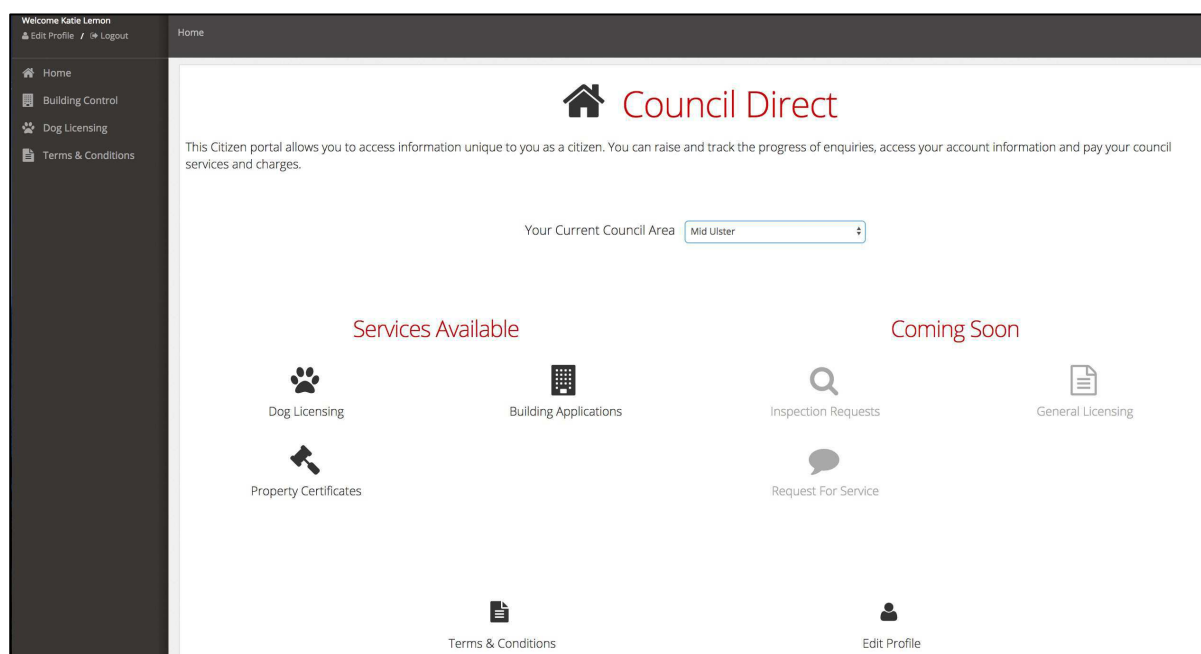 Welcome Katie Lemon
Edit Profile / Logout
Home
Home
Building Control
Dog Licensing
Terms & Conditions
Council Direct
This Citizen portal allows you to access information unique to you as a citizen. You can raise and track the progress of enquiries, access your account information and pay your council
services and charges.
Your Current Council Area Mid Ulster
Services Available
Coming Soon
Dog Licensing
Building Applications
Inspection Requests
General Licensing
Property Certificates
Request For Service
Terms & Conditions
Edit Profile